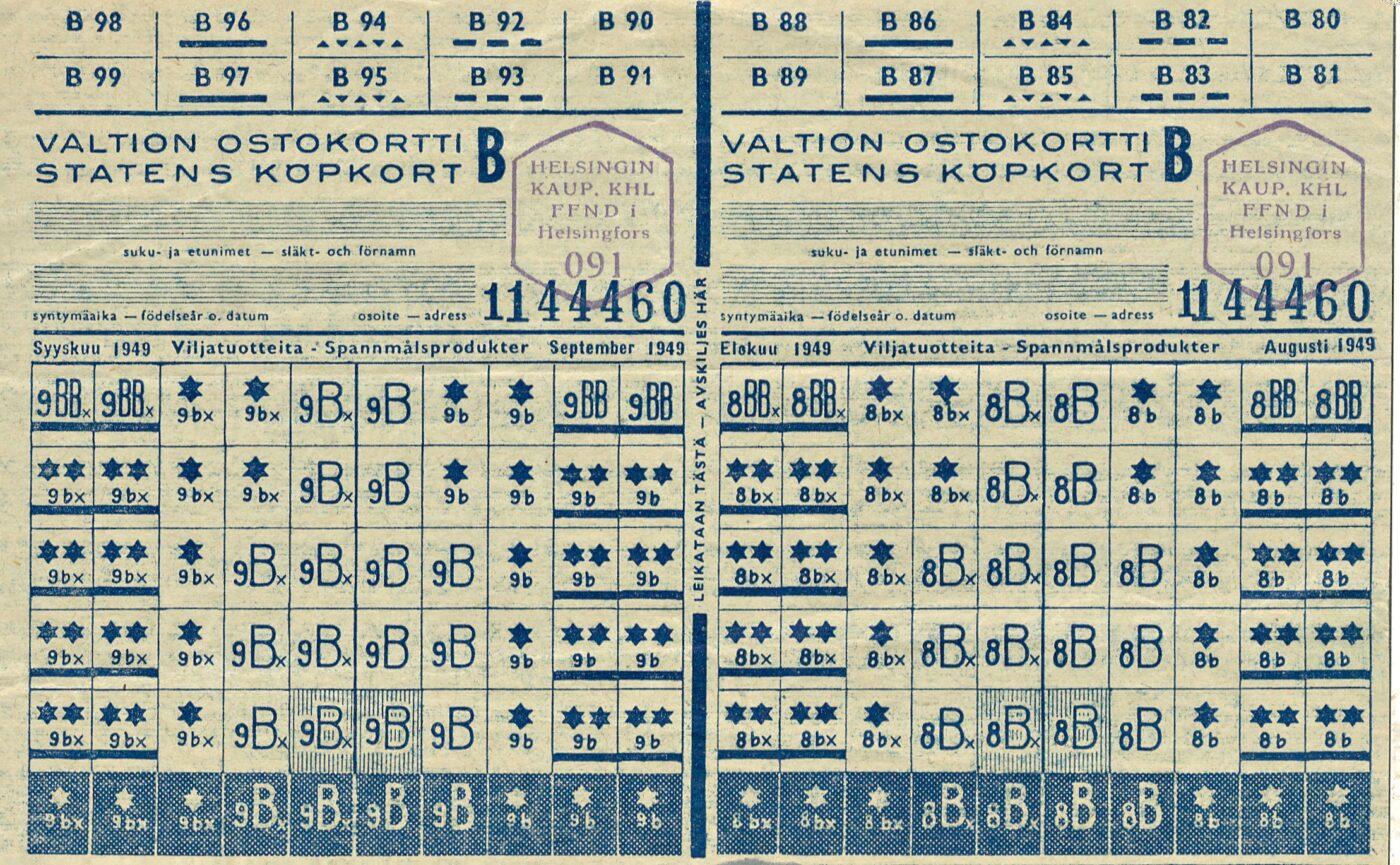 B 98 B 96 B 94 B 92 B 90
B 99 B 97 B 95 B 93 B 91
VALTION OSTOKORTTI B
STATENS KÖPKORT
HELSINGIN
KAUP. KHL
FFND i
Helsingfors
091
suku- ja etunimet — släkt- och förnamn
1144460
syntymäaika — födelseår o. datum osoite — adress
Syyskuu 1949 Viljatuotteita - Spannmålsprodukter September 1949
9BBx 9BBx 9bx 9bx 9Bx 9B 9b 9b 9BB 9BB
9bx 9bx 9bx 9bx 9Bx 9B 9b 9b 9b 9b
9bx 9bx 9bx 9Bx 9Bx 9B 9B 9b 9b 9b
9bx 9bx 9bx 9Bx 9Bx 9B 9B 9b 9b 9b
9bx 9bx 9bx 9Bx 9Bx 9B 9B 9b 9b 9b
9bx 9bx 9bx 9Bx 9Bx 9B 9B 9b 9b 9b
LEIKATAAN TÄSTÄ — AVSKILJES HÄR
B 88 B 86 B 84 B 82 B 80
B 89 B 87 B 85 B 83 B 81
VALTION OSTOKORTTI B
STATENS KÖPKORT
HELSINGIN
KAUP. KHL
FFND i
Helsingfors
091
suku- ja etunimet — släkt- och förnamn
1144460
syntymäaika — födelseår o. datum osoite — adress
Elokuu 1949 Viljatuotteita - Spannmålsprodukter Augusti 1949
8BBx 8BBx 8bx 8bx 8Bx 8B 8b 8b 8BB 8BB
8bx 8bx 8bx 8bx 8Bx 8B 8b 8b 8b 8b
8bx 8bx 8bx 8Bx 8Bx 8B 8B 8b 8b 8b
8bx 8bx 8bx 8Bx 8Bx 8B 8B 8b 8b 8b
8bx 8bx 8bx 8Bx 8Bx 8B 8B 8b 8b 8b
8bx 8bx 8bx 8Bx 8Bx 8B 8B 8b 8b 8b